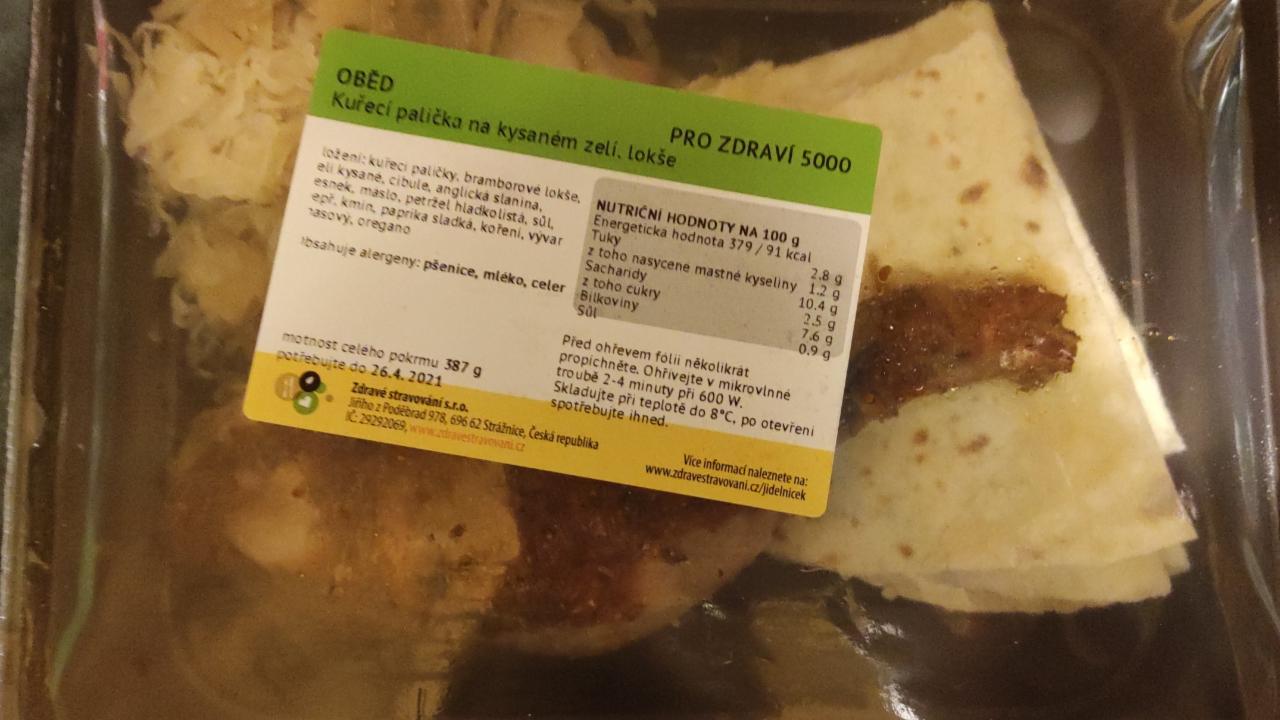 OBĚD
Kuřecí palička na kysaném zelí, lokše
PRO ZDRAVÍ 5000
ložení: kuřecí paličky, bramborové lokše,
elí kysané, cibule, anglická slanina,
esnek, máslo, petržel hladkolistá, sůl,
epř, kmín, paprika sladká, koření, vývar
masový, oregano
bsahuje alergeny: pšenice, mléko, celer
motnost celého pokrmu 387 g
potřebujte do 26.4. 2021
NUTRIČNÍ HODNOTY NA 100 g
Energetická hodnota 379 / 91 kcal
Tuky 2.8 g
z toho nasycené mastné kyseliny 1.2 g
Sacharidy 10.4 g
z toho cukry 2.5 g
Bílkoviny 7.6 g
Sůl 0.9 g
Před ohřevem fólii několikrát
propíchněte. Ohřívejte v mikrovlnné
troubě 2-4 minuty při 600 W.
Skladujte při teplotě do 8°C, po otevření
spotřebujte ihned.
Zdravé stravování s.r.o.
Jiřího z Poděbrad 978, 696 62 Strážnice, Česká republika
IČ: 29292069, www.zdravestravovani.cz
Více informací naleznete na:
www.zdravestravovani.cz/jidelnicek